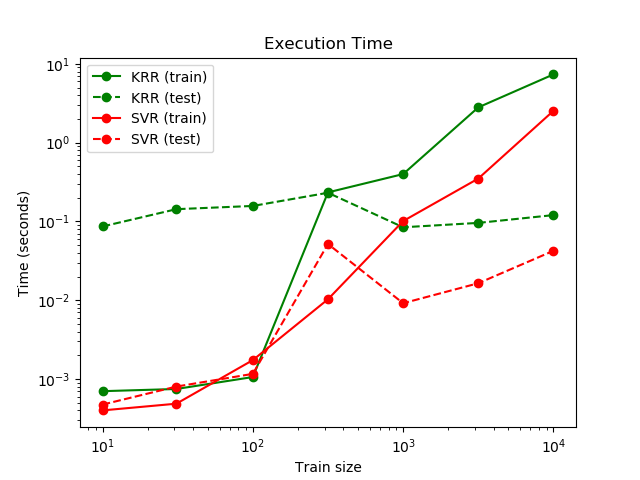 Execution Time
KRR (train)
KRR (test)
SVR (train)
SVR (test)
Time (seconds)
10¹
10⁰
10⁻¹
10⁻²
10⁻³
10¹
10²
10³
10⁴
Train size